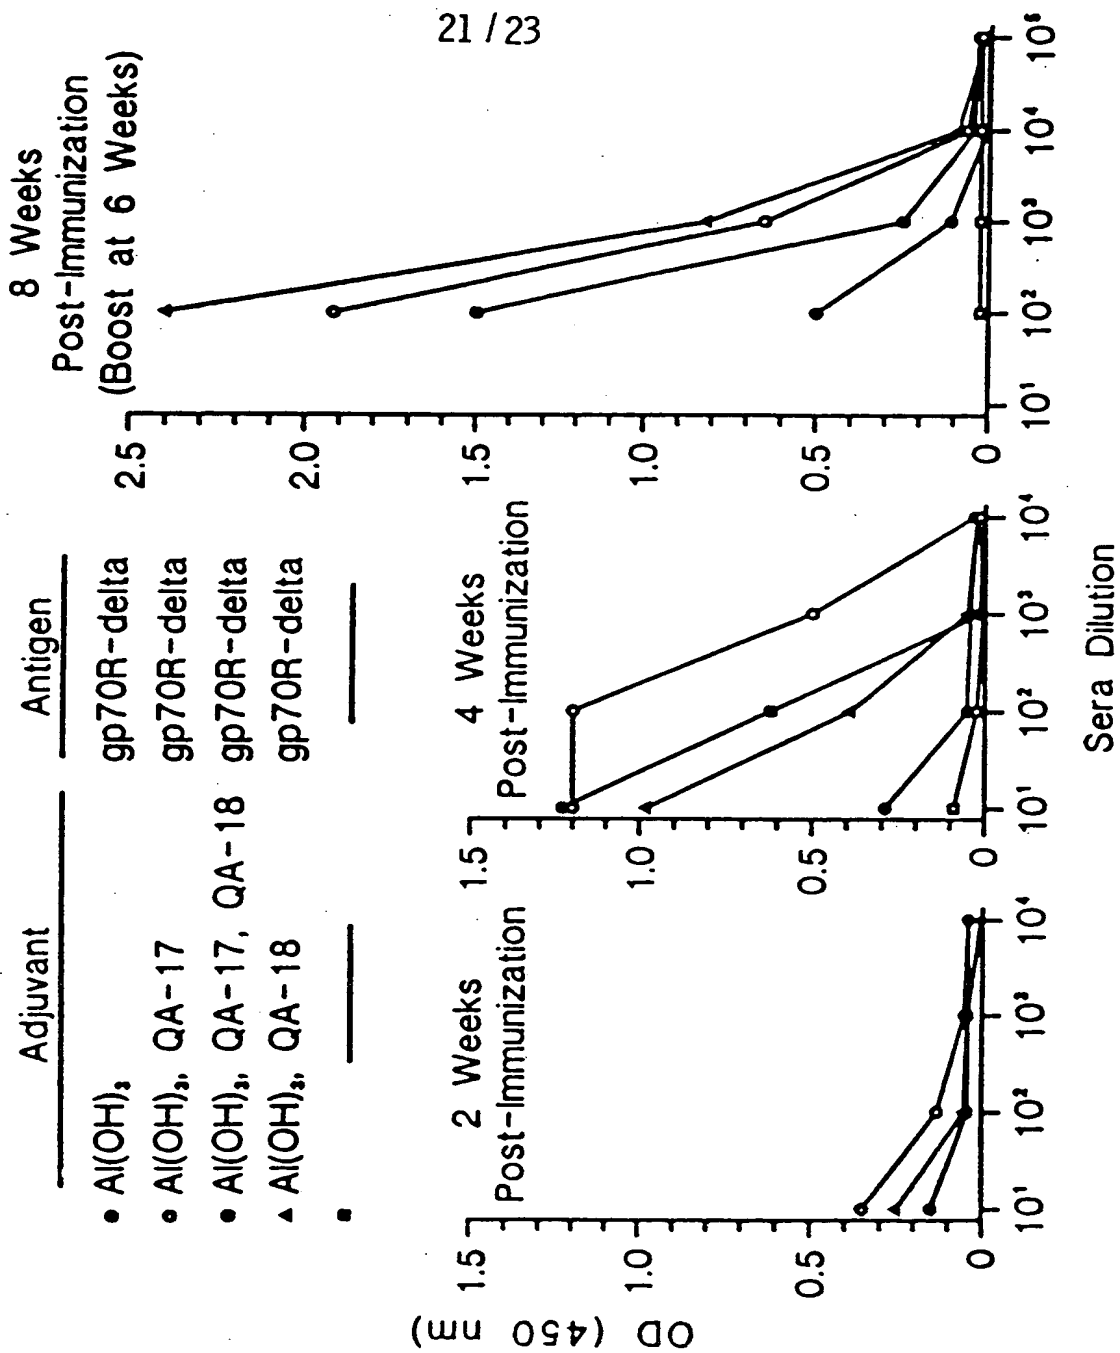 21 / 23
Adjuvant Antigen
Al(OH)₃ gp70R-delta
Al(OH)₃, QA-17 gp70R-delta
Al(OH)₃, QA-17, QA-18 gp70R-delta
Al(OH)₃, QA-18 gp70R-delta
2 Weeks
Post-Immunization
1.5
1.0
0.5
0
10¹ 10² 10³ 10⁴
4 Weeks
Post-Immunization
1.5
1.0
0.5
0
10¹ 10² 10³ 10⁴
8 Weeks
Post-Immunization
(Boost at 6 Weeks)
2.5
2.0
1.5
1.0
0.5
0
10¹ 10² 10³ 10⁴ 10⁵
OD (450 nm)
Sera Dilution